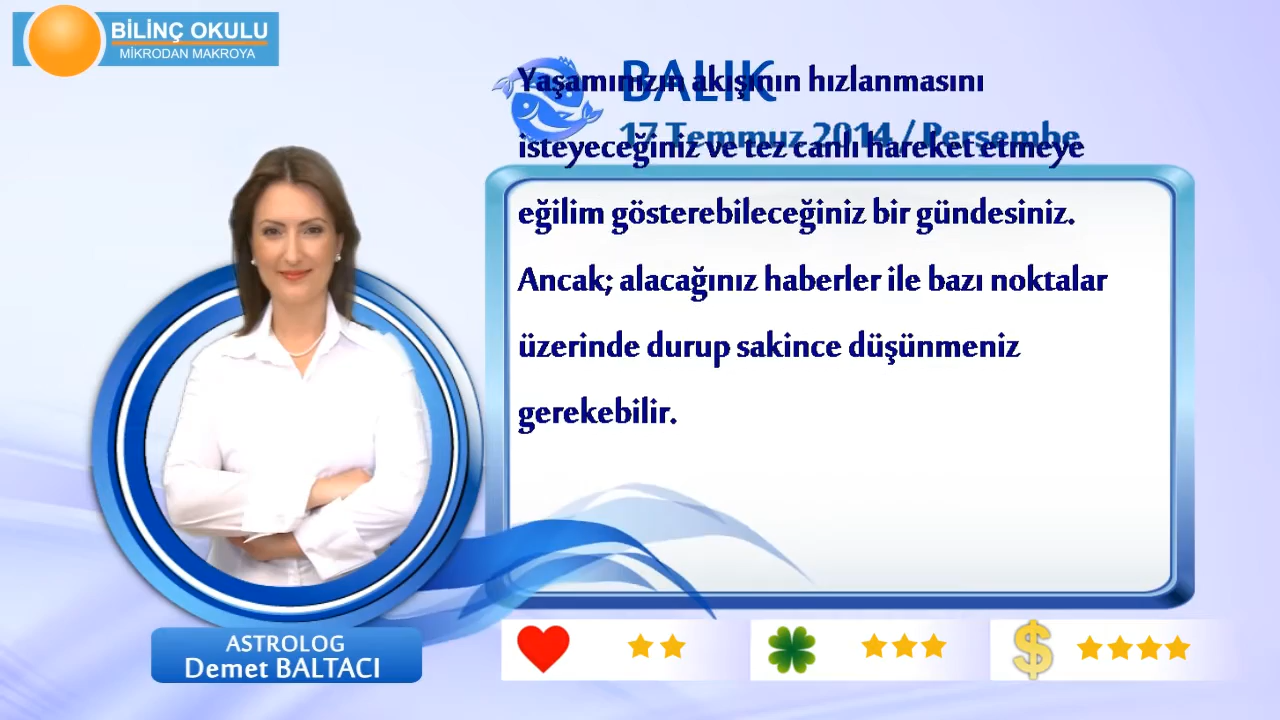 BİLİNÇ OKULU
MİKRODAN MAKROYA
BALIK
17 Temmuz 2014 / Perşembe
Yaşamınızın akışının hızlanmasını
isteyeceğiniz ve tez canlı hareket etmeye
eğilim gösterebileceğiniz bir gündesiniz.
Ancak; alacağınız haberler ile bazı noktalar
üzerinde durup sakince düşünmeniz
gerekebilir.
ASTROLOG
Demet BALTACI